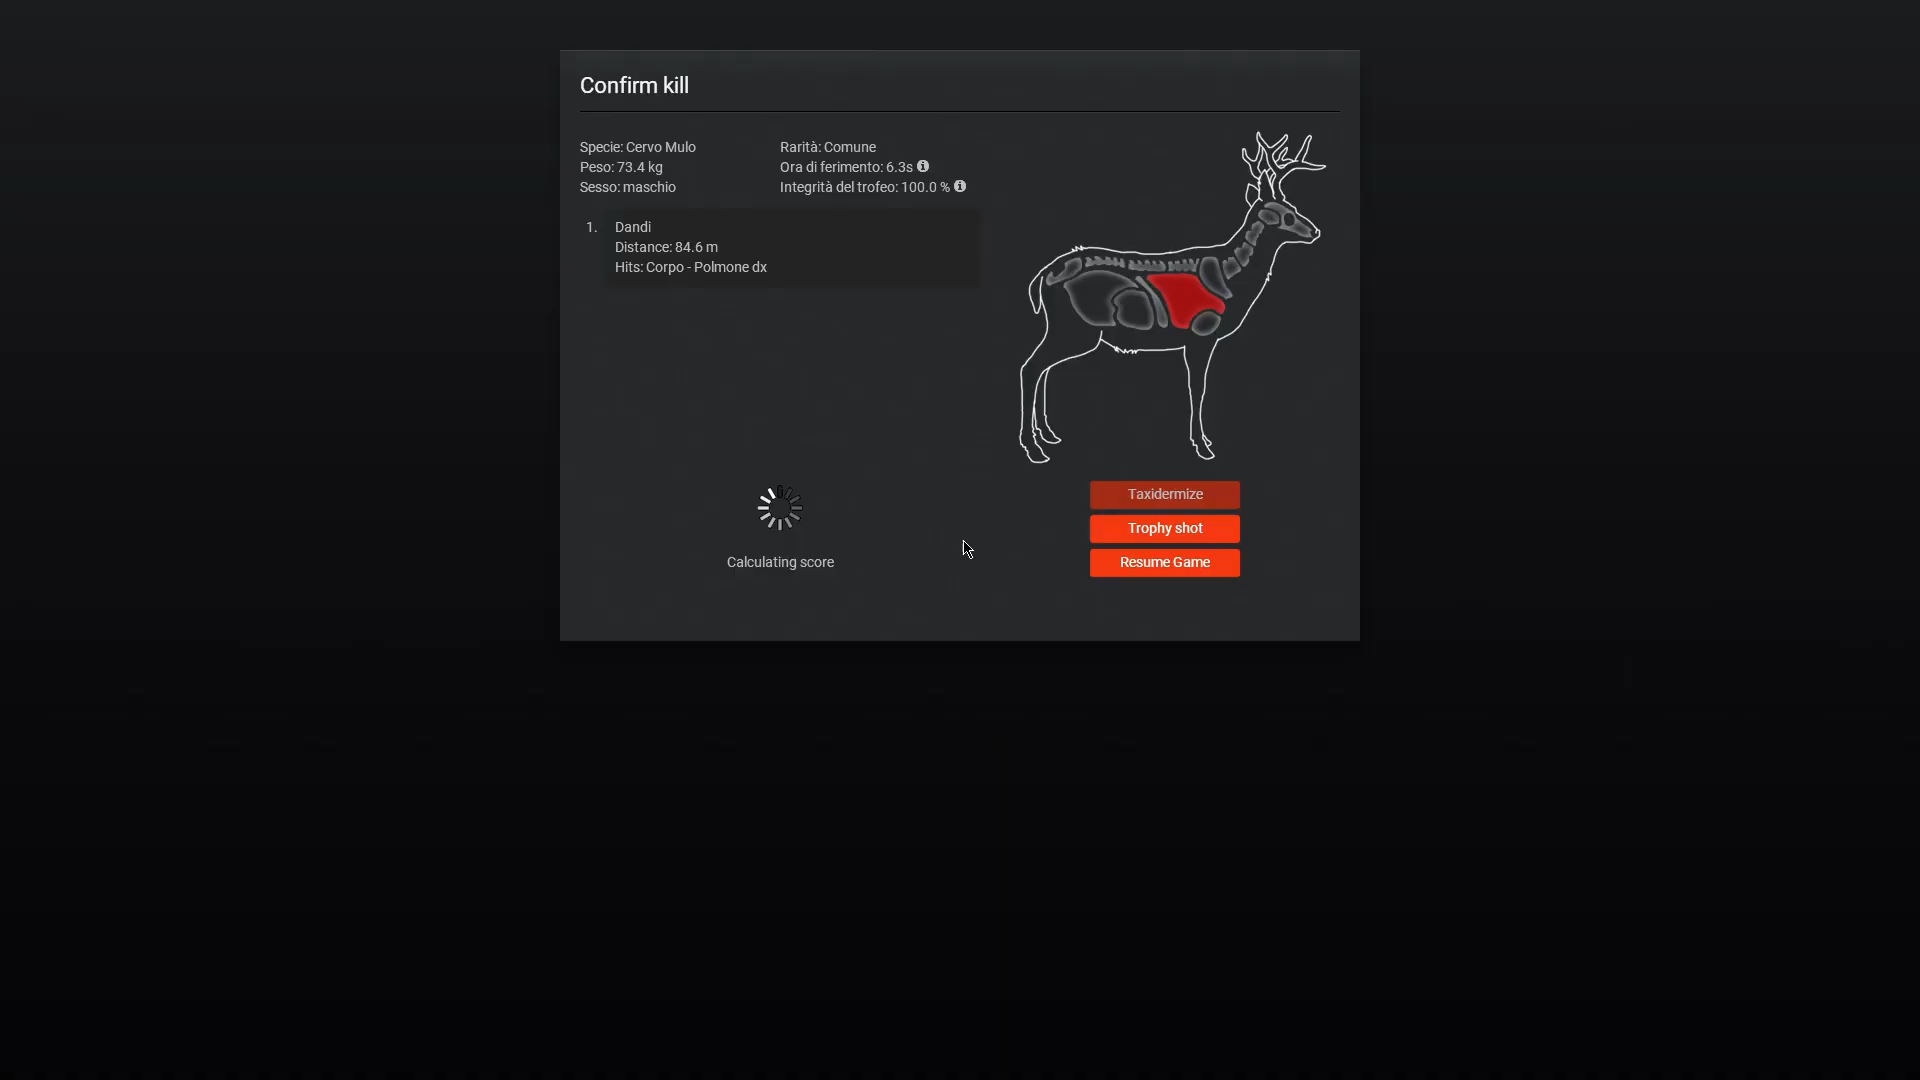 Confirm kill
Specie: Cervo Mulo
Peso: 73.4 kg
Sesso: maschio
Rarità: Comune
Ora di ferimento: 6.3s
Integrità del trofeo: 100.0 %
1. Dandi
Distance: 84.6 m
Hits: Corpo - Polmone dx
Calculating score
Taxidermize
Trophy shot
Resume Game